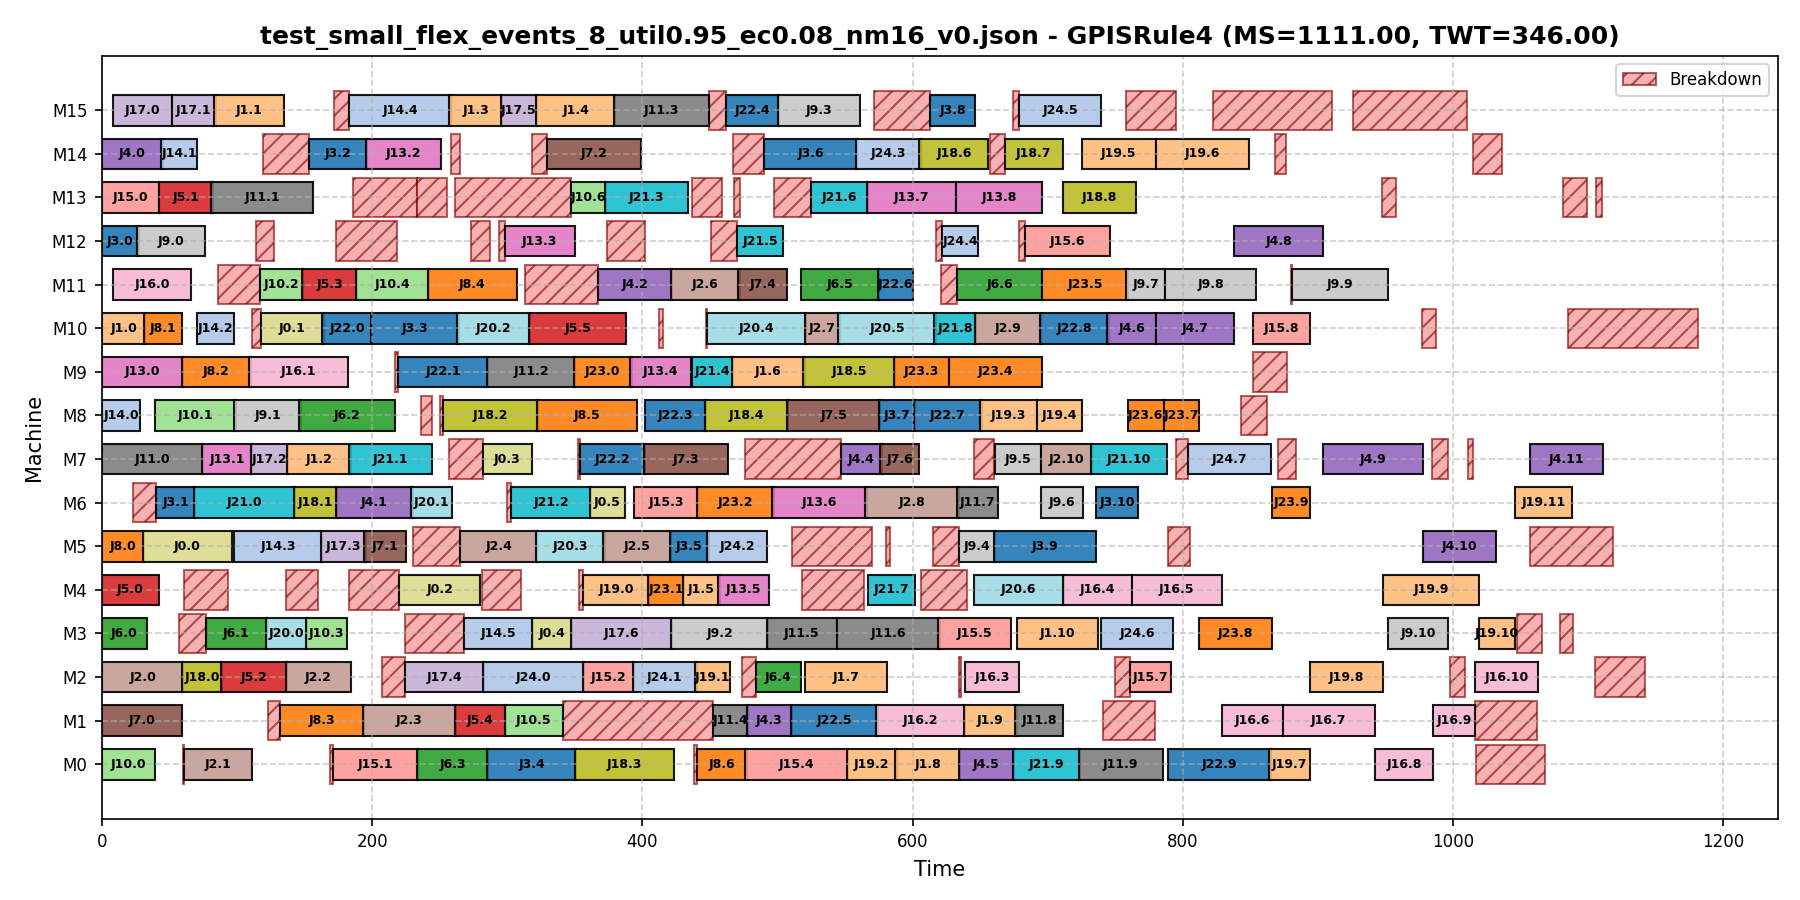 test_small_flex_events_8_util0.95_ec0.08_nm16_v0.json - GPISRule4 (MS=1111.00, TWT=346.00)
Breakdown
Machine
M15 J17.0 J17.1 J1.1 J14.4 J1.3 J17.5 J1.4 J11.3 J22.4 J9.3 J3.8 J24.5
M14 J4.0 J14.1 J3.2 J13.2 J7.2 J3.6 J24.3 J18.6 J18.7 J19.5 J19.6
M13 J15.0 J5.1 J11.1 J10.6 J21.3 J21.6 J13.7 J13.8 J18.8
M12 J3.0 J9.0 J13.3 J21.5 J24.4 J15.6 J4.8
M11 J16.0 J10.2 J5.3 J10.4 J8.4 J4.2 J2.6 J7.4 J6.5 J22.6 J6.6 J23.5 J9.7 J9.8 J9.9
M10 J1.0 J8.1 J14.2 J0.1 J22.0 J3.3 J20.2 J5.5 J20.4 J2.7 J20.5 J21.8 J2.9 J22.8 J4.6 J4.7 J15.8
M9 J13.0 J8.2 J16.1 J22.1 J11.2 J23.0 J13.4 J21.4 J1.6 J18.5 J23.3 J23.4
M8 J14.0 J10.1 J9.1 J6.2 J18.2 J8.5 J22.3 J18.4 J7.5 J3.7 J22.7 J19.3 J19.4 J23.6 J23.7
M7 J11.0 J13.1 J17.2 J1.2 J21.1 J0.3 J22.2 J7.3 J4.4 J7.6 J9.5 J2.10 J21.10 J24.7 J4.9 J4.11
M6 J3.1 J21.0 J18.1 J4.1 J20.1 J21.2 J0.5 J15.3 J23.2 J13.6 J2.8 J11.7 J9.6 J3.10 J23.9 J19.11
M5 J8.0 J0.0 J14.3 J17.3 J7.1 J2.4 J20.3 J2.5 J3.5 J24.2 J9.4 J3.9 J4.10
M4 J5.0 J0.2 J19.0 J23.1 J1.5 J13.5 J21.7 J20.6 J16.4 J16.5 J19.9
M3 J6.0 J6.1 J20.0 J10.3 J14.5 J0.4 J17.6 J9.2 J11.5 J11.6 J15.5 J1.10 J24.6 J23.8 J9.10 J19.10
M2 J2.0 J18.0 J5.2 J2.2 J17.4 J24.0 J15.2 J24.1 J19.1 J6.4 J1.7 J16.3 J15.7 J19.8 J16.10
M1 J7.0 J8.3 J2.3 J5.4 J10.5 J11.4 J4.3 J22.5 J16.2 J1.9 J11.8 J16.6 J16.7 J16.9
M0 J10.0 J2.1 J15.1 J6.3 J3.4 J18.3 J8.6 J15.4 J19.2 J1.8 J4.5 J21.9 J11.9 J22.9 J19.7 J16.8
0 200 400 600 800 1000 1200
Time